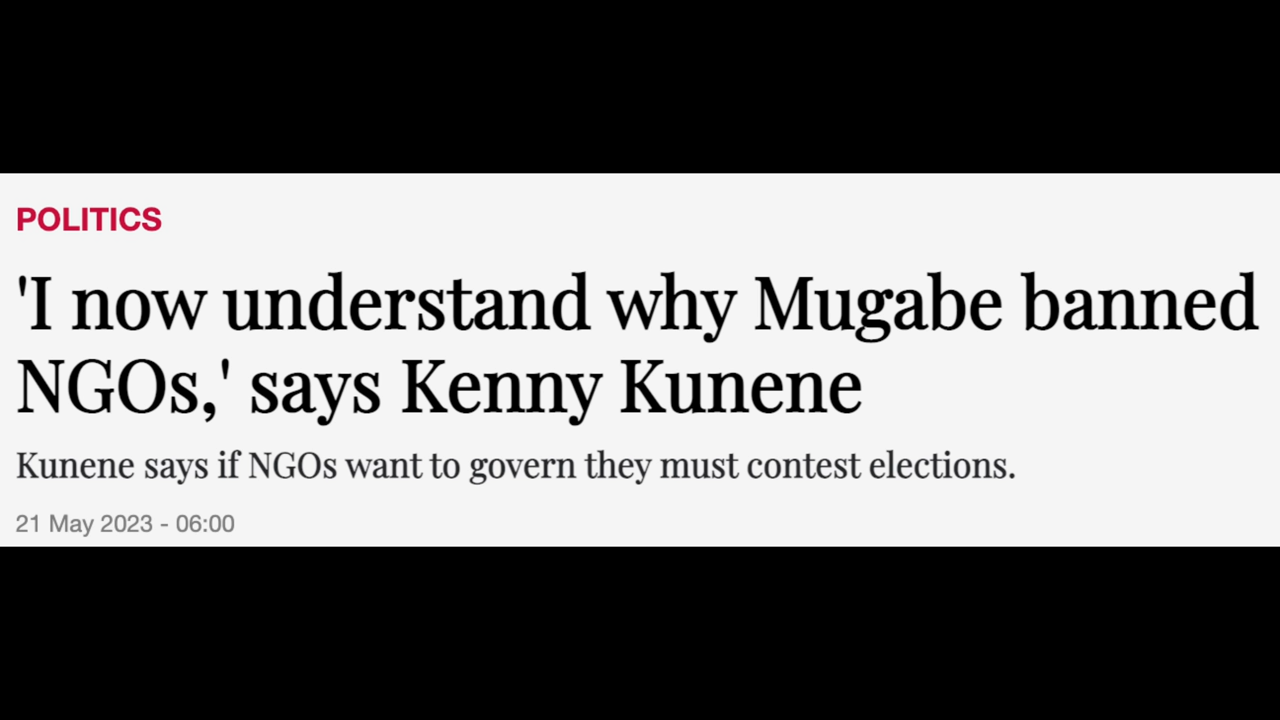 POLITICS
'I now understand why Mugabe banned
NGOs,' says Kenny Kunene
Kunene says if NGOs want to govern they must contest elections.
21 May 2023 - 06:00